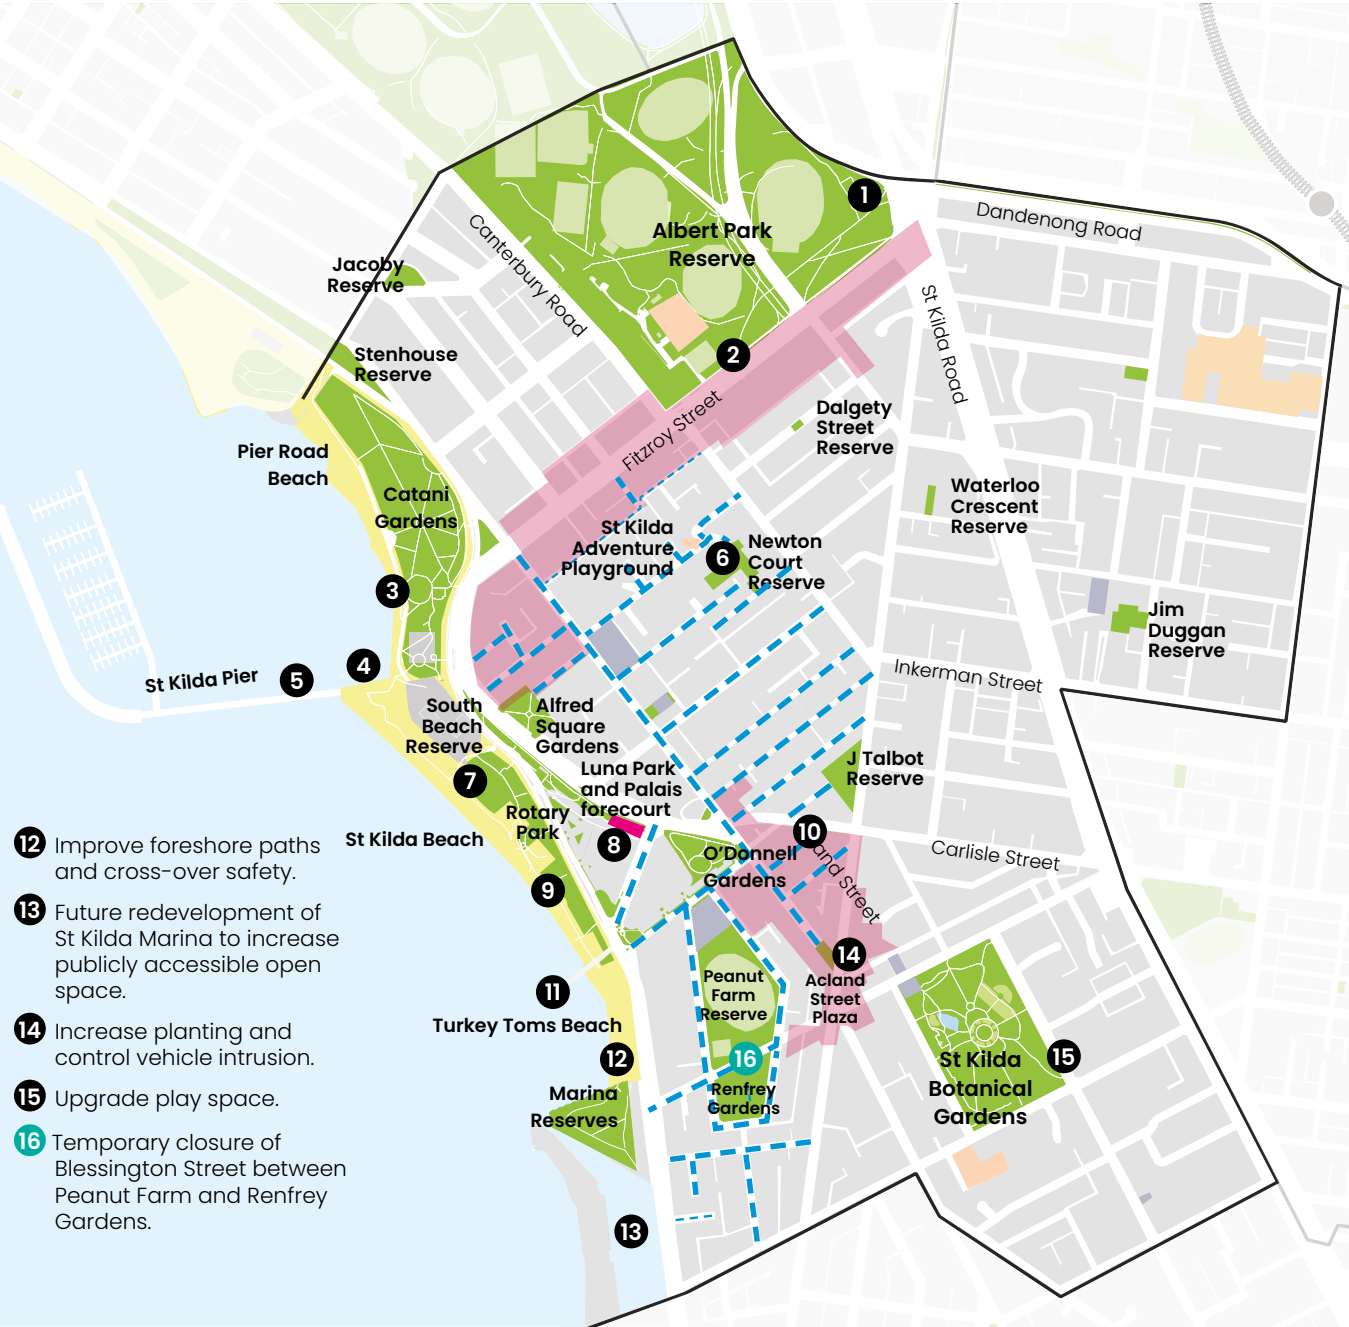 1
Dandenong Road
Albert Park
Reserve
Canterbury Road
Jacoby
Reserve
St Kilda Road
2
Stenhouse
Reserve
Fitzroy Street
Dalgety
Street
Reserve
Pier Road
Beach
Catani
Gardens
Waterloo
Crescent
Reserve
St Kilda
Adventure
Playground
6
Newton
Court
Reserve
3
Jim
Duggan
Reserve
4
5
St Kilda Pier
Inkerman Street
South
Beach
Reserve
Alfred
Square
Gardens
J Talbot
Reserve
Luna Park
and Palais
forecourt
7
Rotary
Park
St Kilda Beach
8
10
O'Donnell
Gardens
and Street
Carlisle Street
9
14
Acland
Street
Plaza
11
Turkey Toms Beach
Peanut
Farm
Reserve
12
16
Renfrey
Gardens
St Kilda
Botanical
Gardens
15
Marina
Reserves
13
12 Improve foreshore paths
and cross-over safety.
13 Future redevelopment of
St Kilda Marina to increase
publicly accessible open
space.
14 Increase planting and
control vehicle intrusion.
15 Upgrade play space.
16 Temporary closure of
Blessington Street between
Peanut Farm and Renfrey
Gardens.